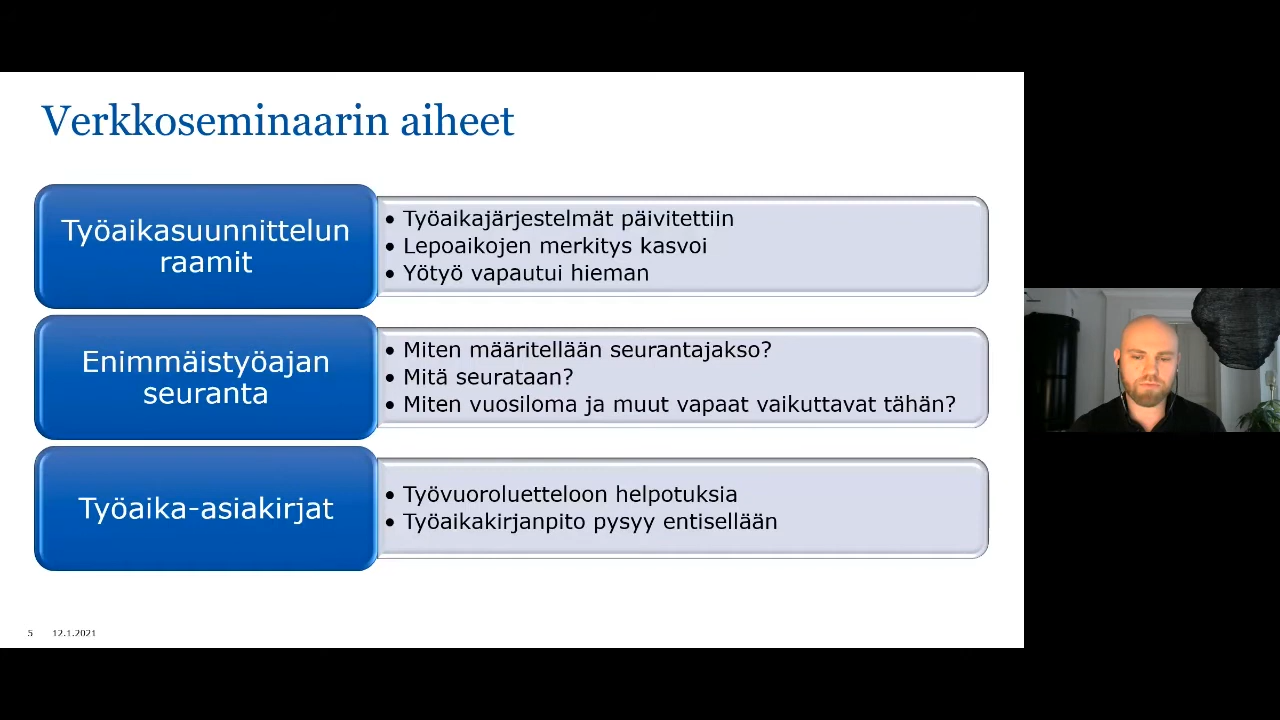 Verkkoseminaarin aiheet
Työaikasuunnittelun
raamit
• Työaikajärjestelmät päivitettiin
• Lepoaikojen merkitys kasvoi
• Yötyö vapautui hieman
Enimmäistyöajan
seuranta
• Miten määritellään seurantajakso?
• Mitä seurataan?
• Miten vuosiloma ja muut vapaat vaikuttavat tähän?
Työaika-asiakirjat
• Työvuoroluetteloon helpotuksia
• Työaikakirjanpito pysyy entisellään
5 12.1.2021